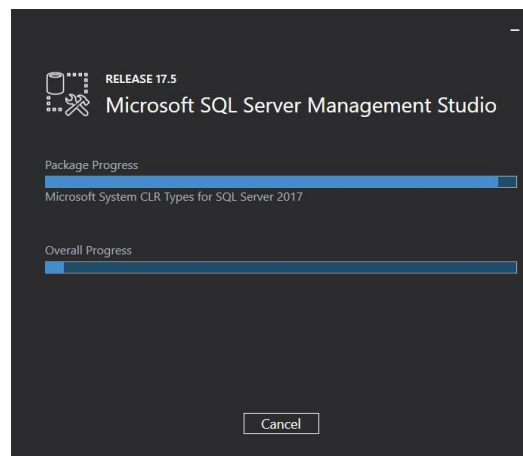 RELEASE 17.5
Microsoft SQL Server Management Studio
Package Progress
Microsoft System CLR Types for SQL Server 2017
Overall Progress
Cancel